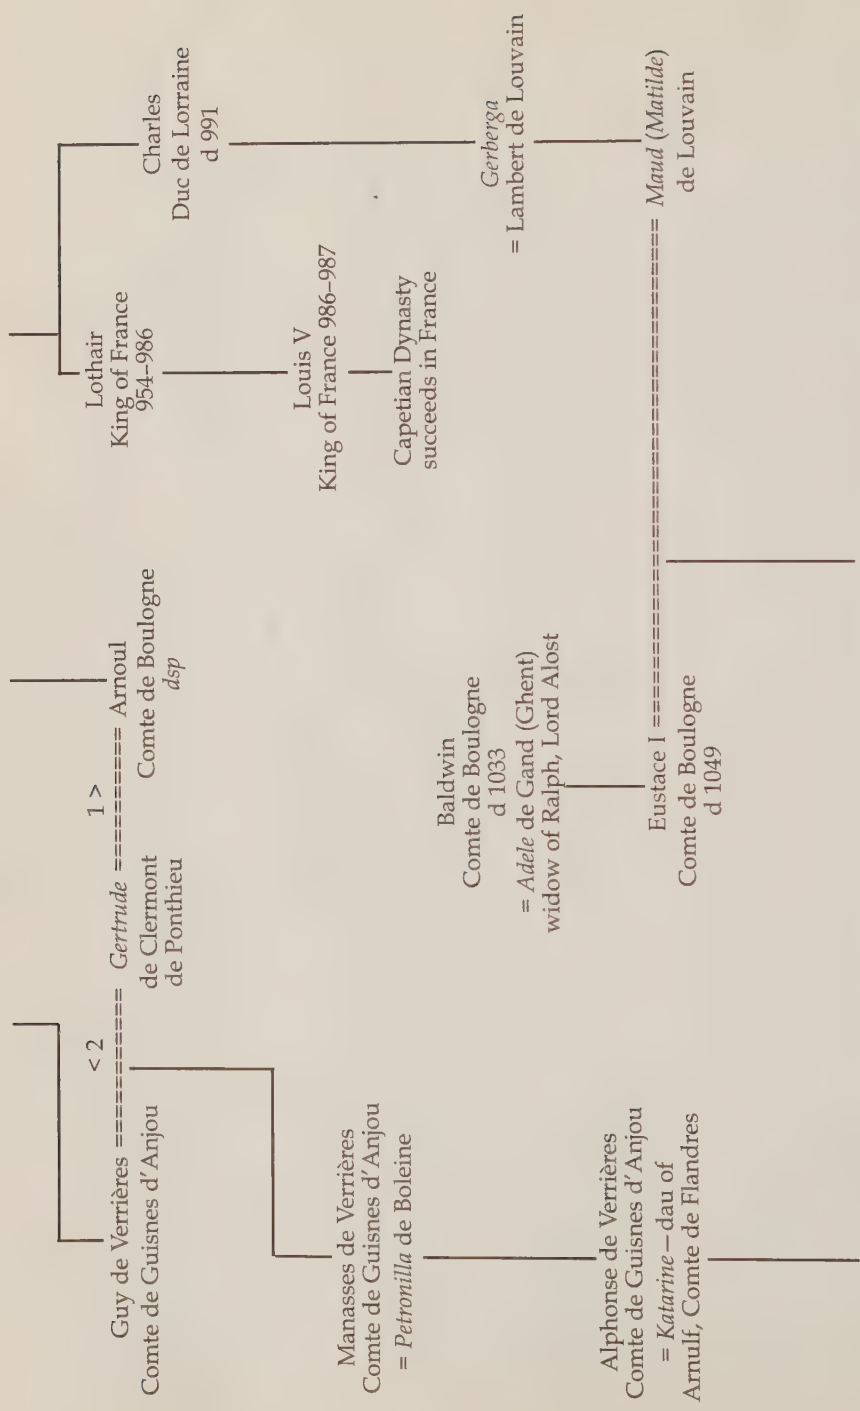 Guy de Verrières ============ Gertrude ========== Arnoul
< 2
1 >
Comte de Guisnes d'Anjou
de Clermont
de Ponthieu
Comte de Boulogne
dsp
Lothair
King of France
954–986
Charles
Duc de Lorraine
d 991
Louis V
King of France 986–987
Capetian Dynasty
succeeds in France
Manasses de Verrières
Comte de Guisnes d'Anjou
= Petronilla de Boleine
Baldwin
Comte de Boulogne
d 1033
= Adele de Gand (Ghent)
widow of Ralph, Lord Alost
Gerberga
= Lambert de Louvain
Alphonse de Verrières
Comte de Guisnes d'Anjou
= Katarine—dau of
Arnulf, Comte de Flandres
Eustace I ======================================== Maud (Matilde)
Comte de Boulogne
d 1049
de Louvain